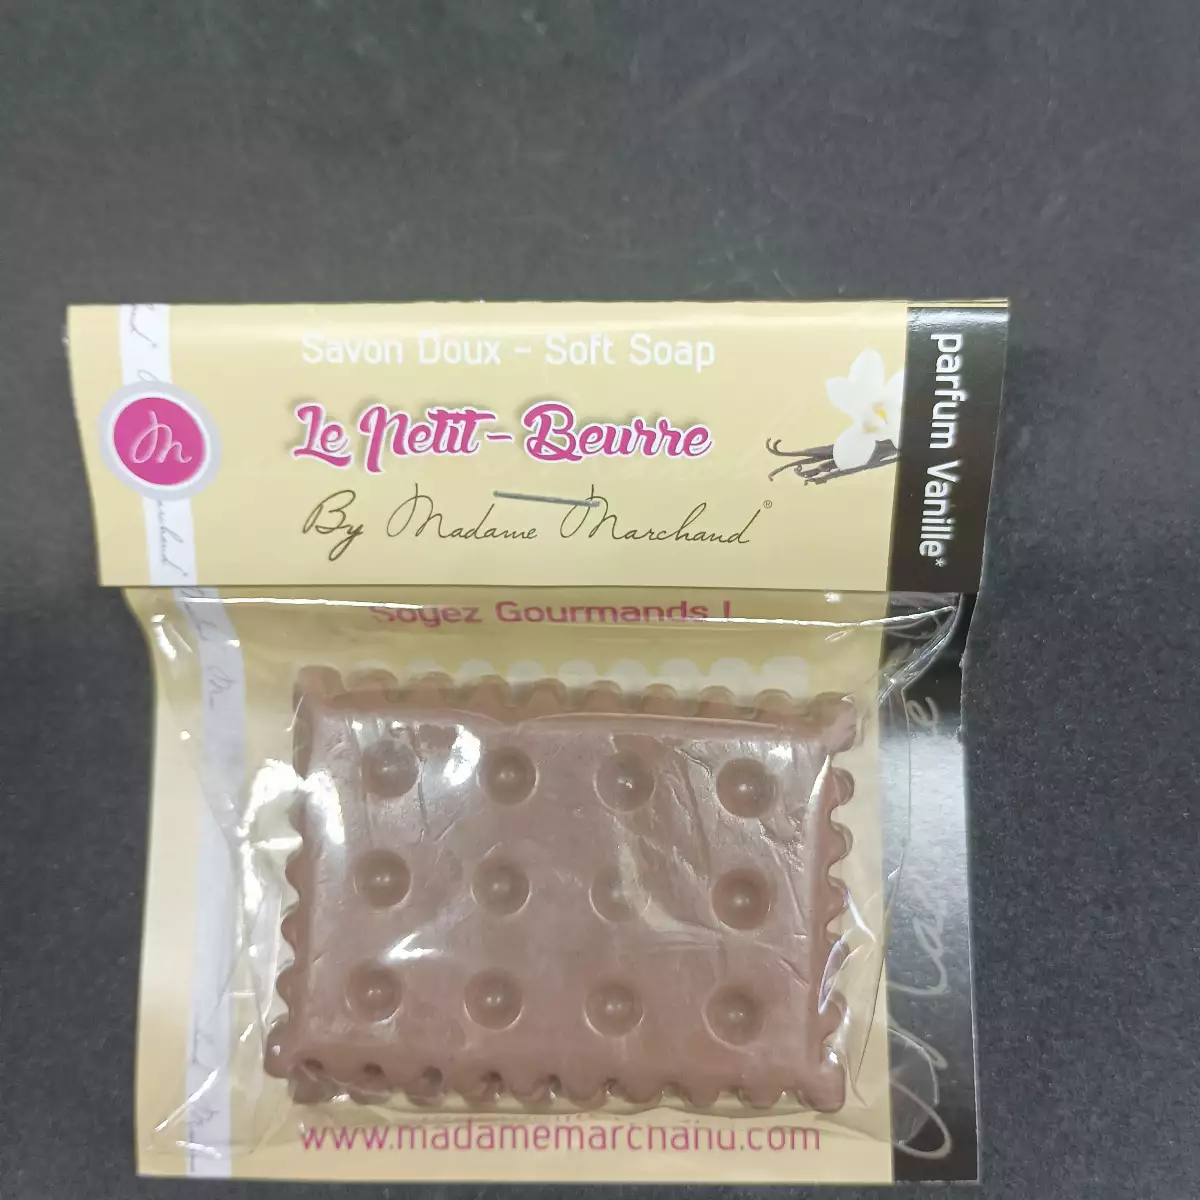 Savon Doux - Soft Soap
Le Petit-Beurre
By Madame Marchand®
parfum Vanille*
Soyez Gourmands !
www.madamemarchand.com